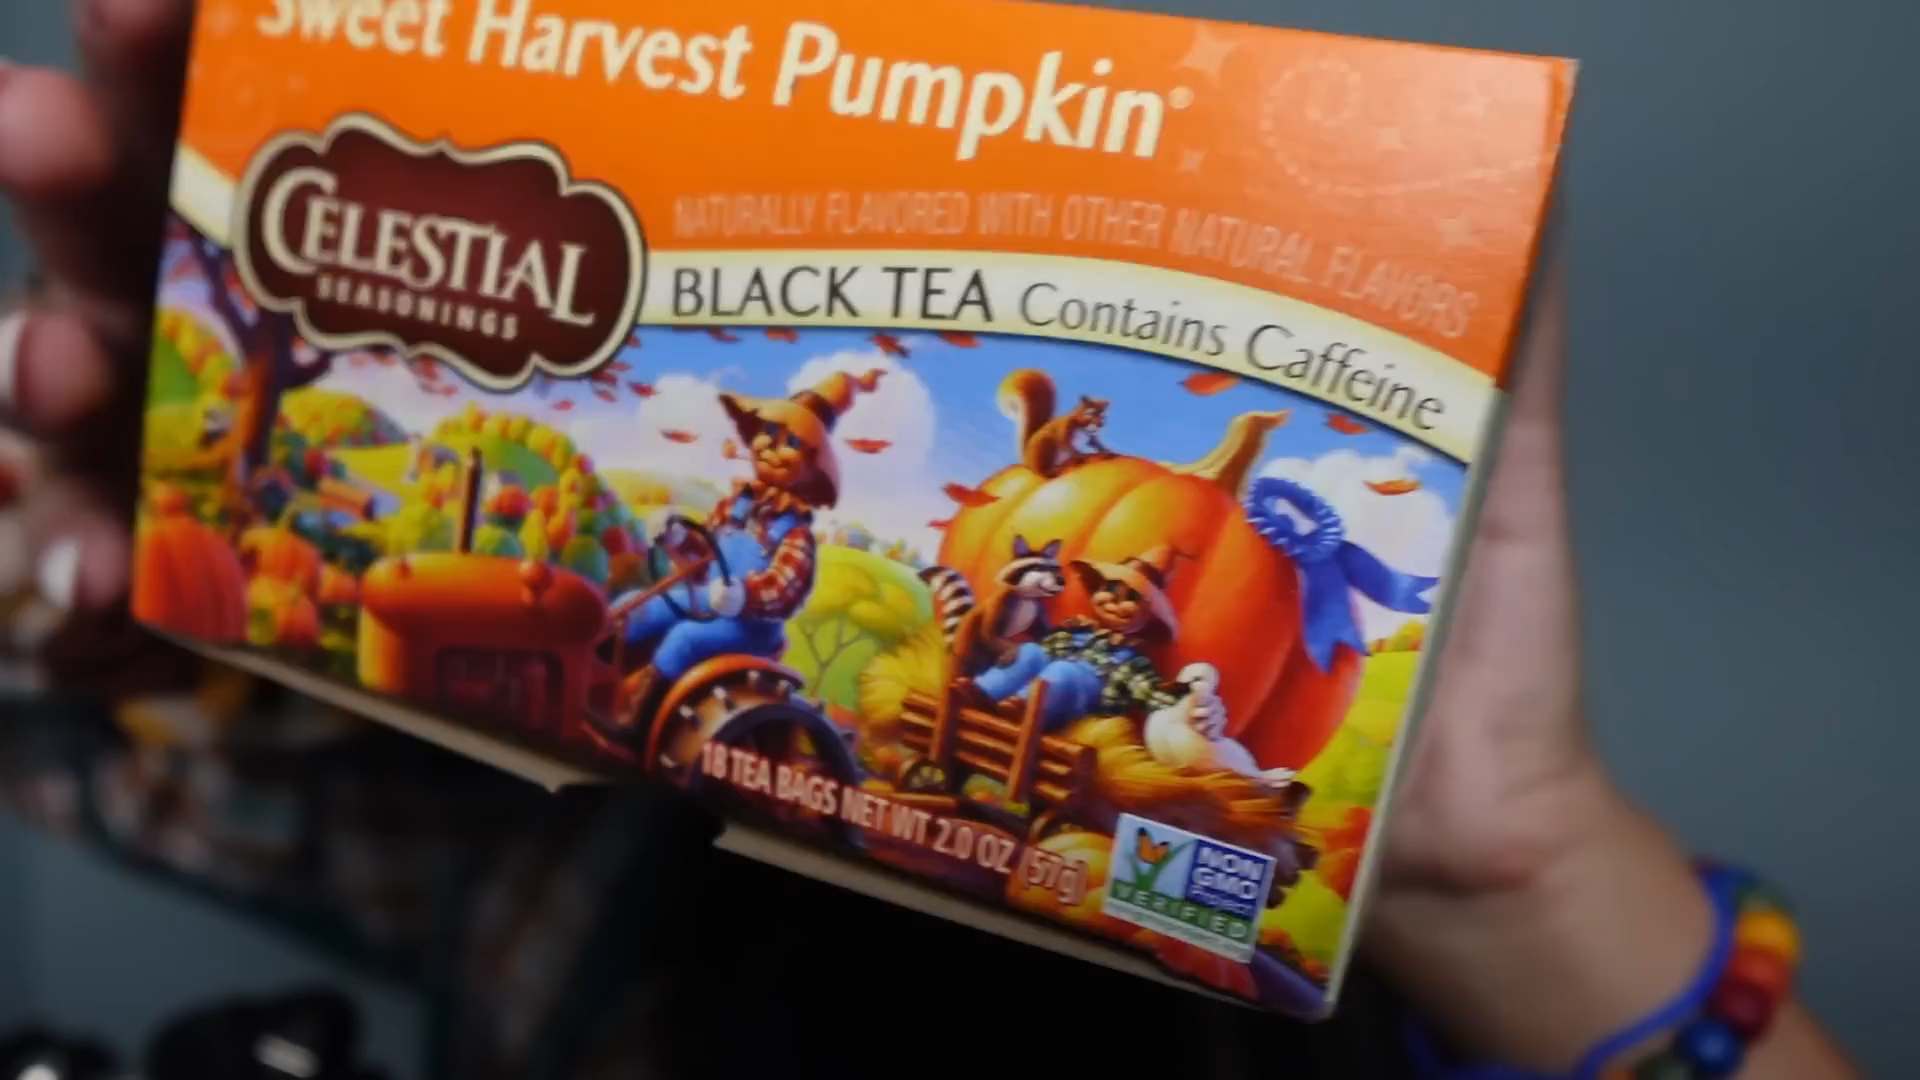 Sweet Harvest Pumpkin®
CELESTIAL
SEASONINGS
NATURALLY FLAVORED WITH OTHER NATURAL FLAVORS
BLACK TEA Contains Caffeine
1
18 TEA BAGS NET WT 2.0 OZ (57g)
NON
GMO
Project
VERIFIED